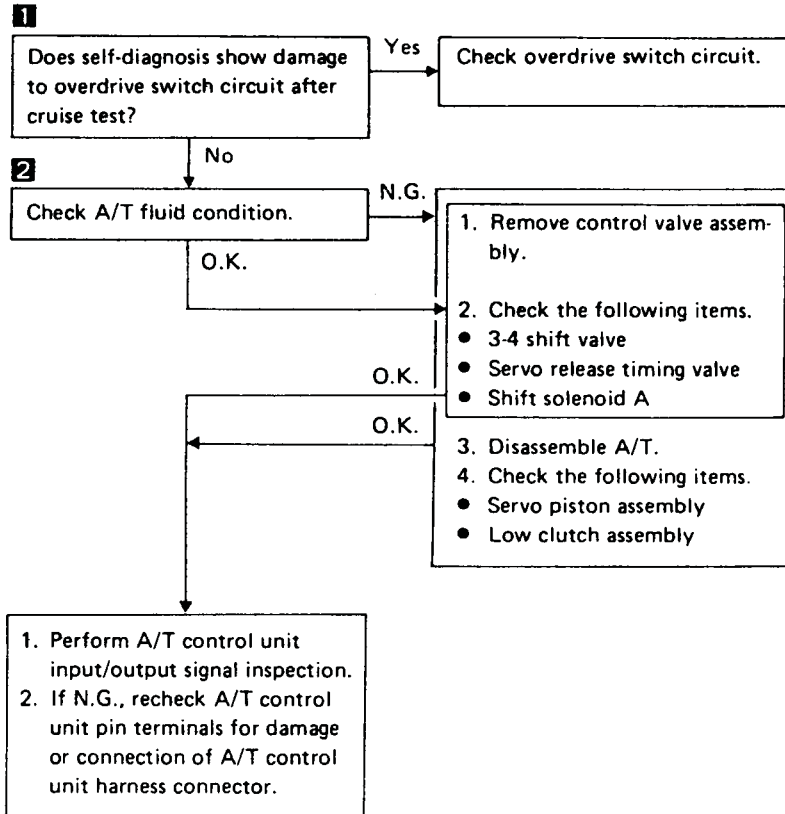 1
Does self-diagnosis show damage
to overdrive switch circuit after
cruise test?
Yes
Check overdrive switch circuit.
No
2
Check A/T fluid condition.
N.G.
O.K.
1. Remove control valve assem-
bly.
2. Check the following items.
● 3-4 shift valve
● Servo release timing valve
● Shift solenoid A
O.K.
O.K.
3. Disassemble A/T.
4. Check the following items.
● Servo piston assembly
● Low clutch assembly
1. Perform A/T control unit
input/output signal inspection.
2. If N.G., recheck A/T control
unit pin terminals for damage
or connection of A/T control
unit harness connector.